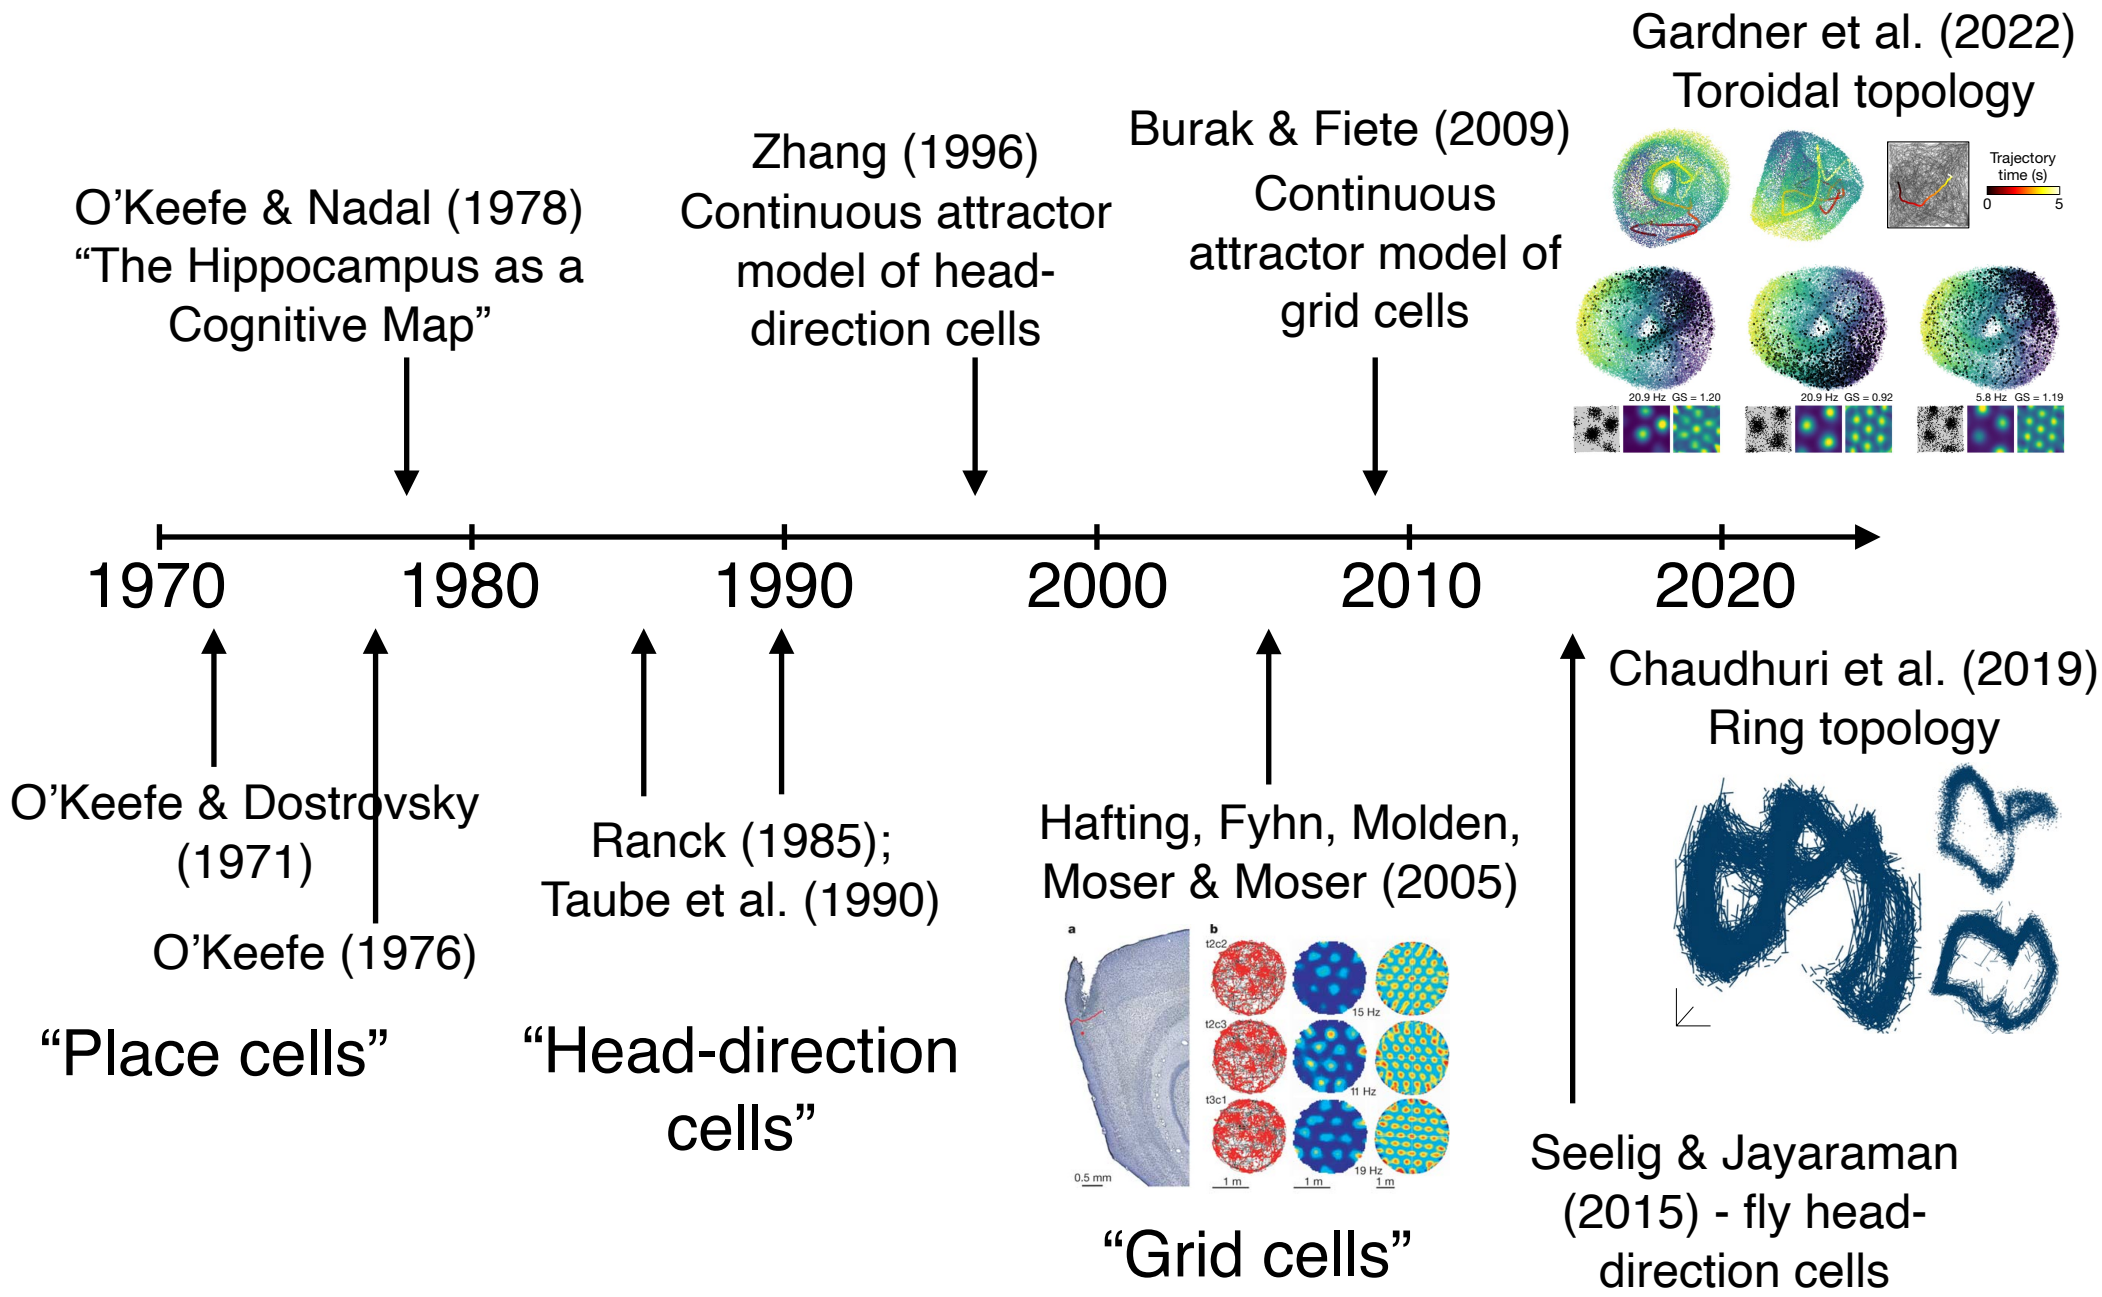 Gardner et al. (2022)
Toroidal topology
Trajectory
time (s)
0
5
20.9 Hz GS = 1.20
20.9 Hz GS = 0.92
5.8 Hz GS = 1.19
Burak & Fiete (2009)
Continuous
attractor model of
grid cells
Zhang (1996)
Continuous attractor
model of head-
direction cells
O’Keefe & Nadal (1978)
“The Hippocampus as a
Cognitive Map”
1970
1980
1990
2000
2010
2020
O’Keefe & Dostrovsky
(1971)
O’Keefe (1976)
“Place cells”
Ranck (1985);
Taube et al. (1990)
“Head-direction
cells”
Hafting, Fyhn, Molden,
Moser & Moser (2005)
a
0.5 mm
b
t2c2
15 Hz
t2c3
11 Hz
t3c1
19 Hz
1 m
1 m
1 m
“Grid cells”
Chaudhuri et al. (2019)
Ring topology
Seelig & Jayaraman
(2015) - fly head-
direction cells